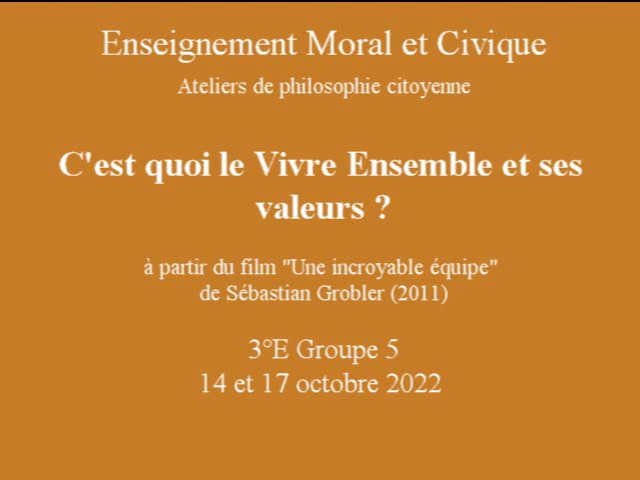 Enseignement Moral et Civique
Ateliers de philosophie citoyenne
C'est quoi le Vivre Ensemble et ses
valeurs ?
à partir du film "Une incroyable équipe"
de Sébastian Grobler (2011)
3°E Groupe 5
14 et 17 octobre 2022